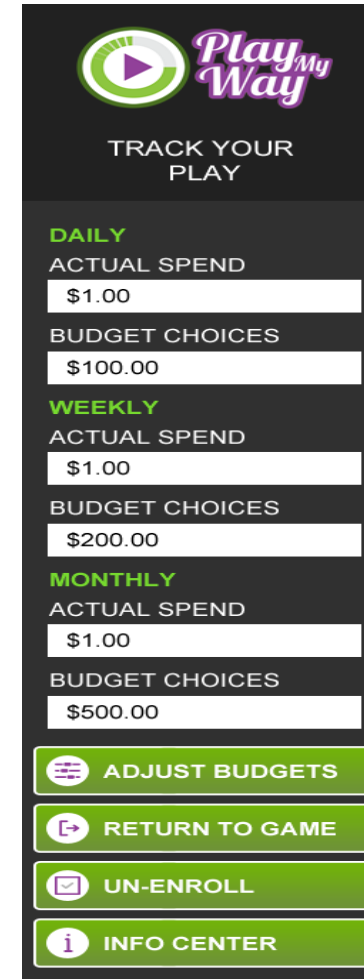 Play My
Way
TRACK YOUR
PLAY
DAILY
ACTUAL SPEND
$1.00
BUDGET CHOICES
$100.00
WEEKLY
ACTUAL SPEND
$1.00
BUDGET CHOICES
$200.00
MONTHLY
ACTUAL SPEND
$1.00
BUDGET CHOICES
$500.00
ADJUST BUDGETS
RETURN TO GAME
UN-ENROLL
i INFO CENTER